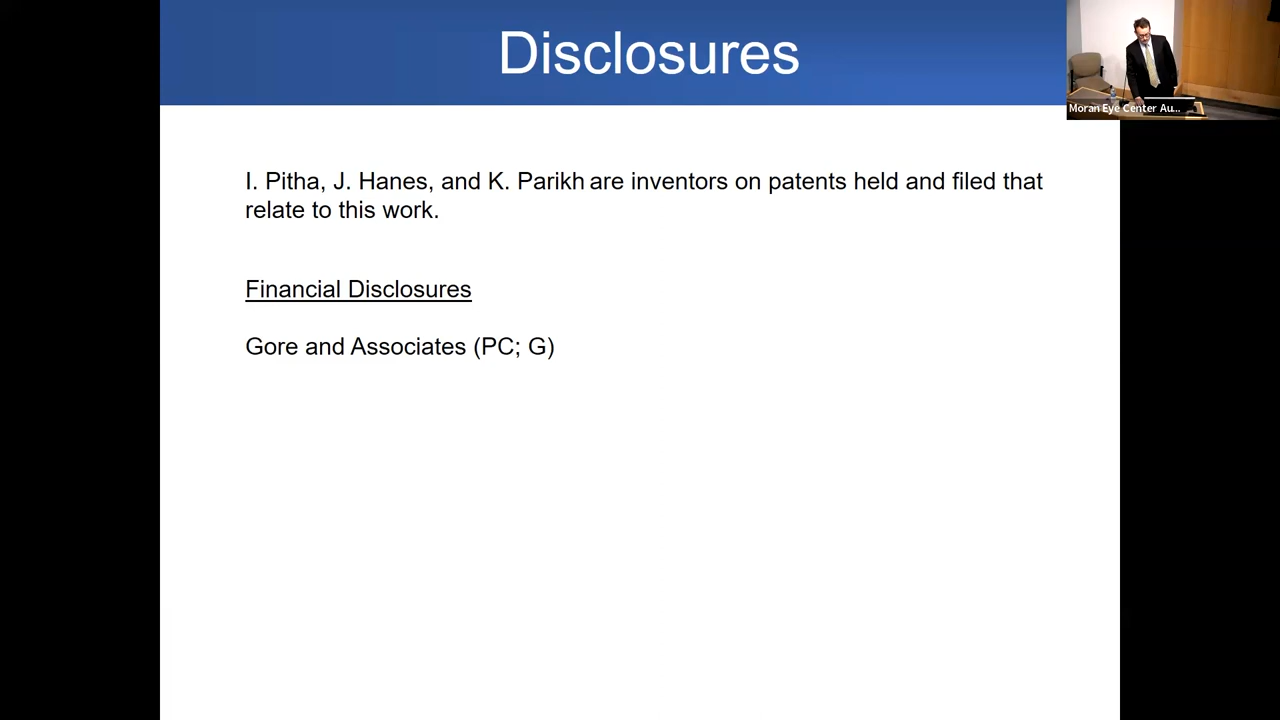 Disclosures
Moran Eye Center Au...
I. Pitha, J. Hanes, and K. Parikh are inventors on patents held and filed that
relate to this work.
Financial Disclosures
Gore and Associates (PC; G)